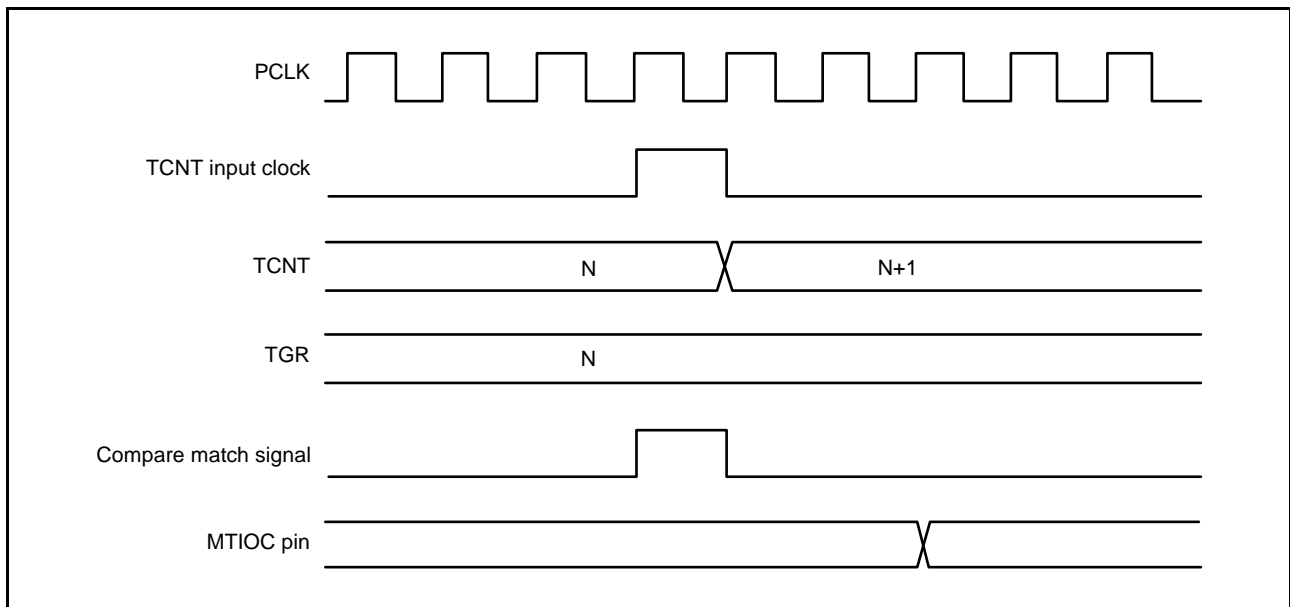 PCLK
TCNT input clock
TCNT
N
N+1
TGR
N
Compare match signal
MTIOC pin